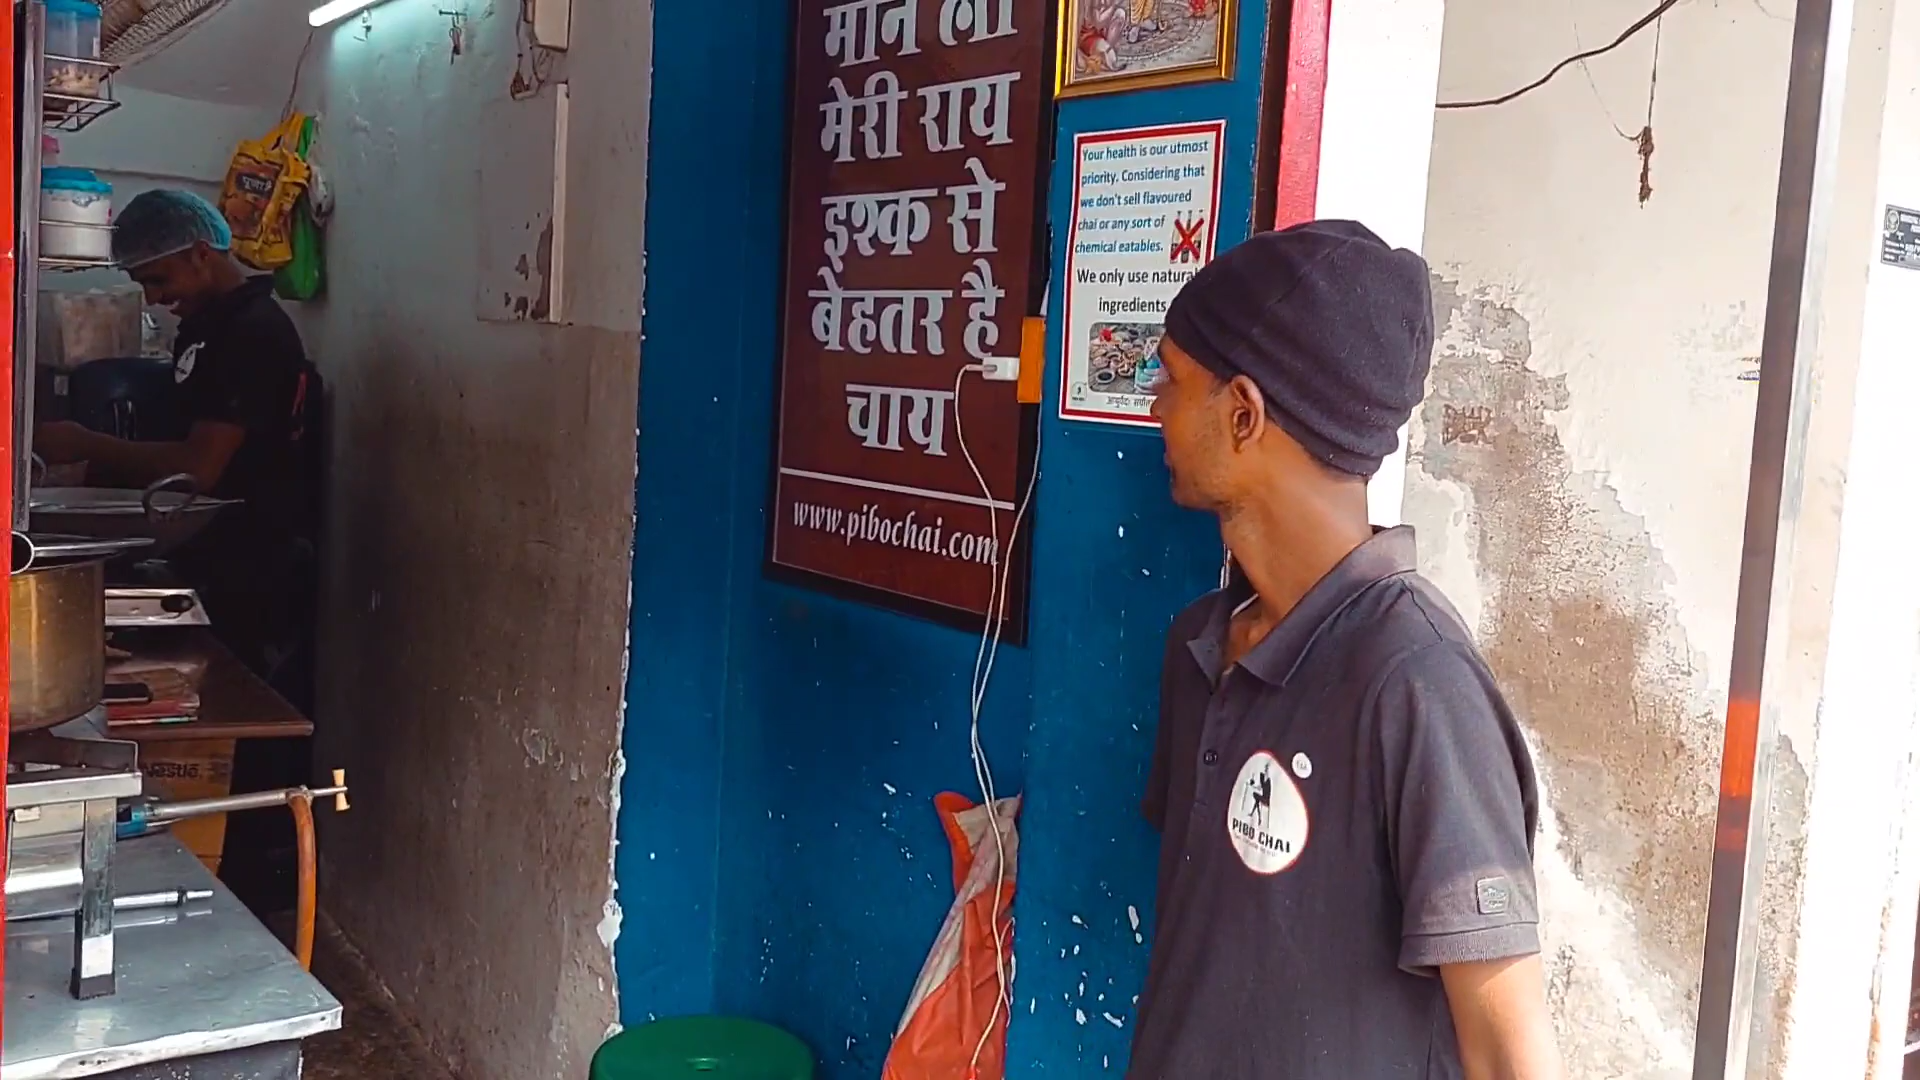 मान लो
मेरी राय
इश्क से
बेहतर है
चाय
www.pibochai.com
Your health is our utmost
priority. Considering that
we don't sell flavoured
chai or any sort of
chemical eatables.
We only use natural
ingredients
PIBO CHAI
Nestle